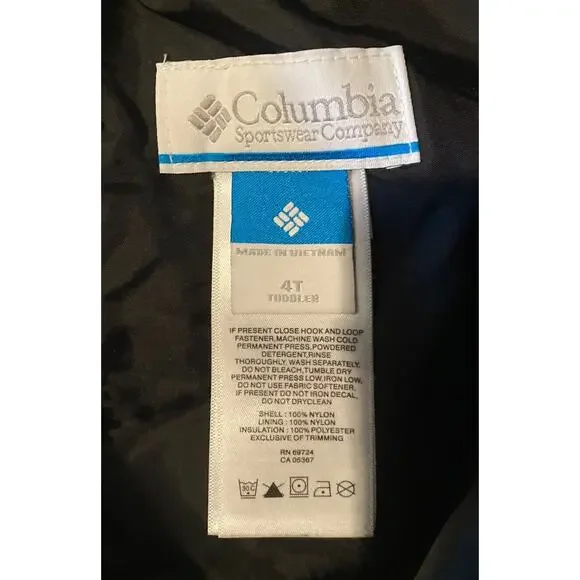 Columbia
Sportswear Company
MADE IN VIETNAM
4T
TODDLER
IF PRESENT CLOSE HOOK AND LOOP
FASTENER,MACHINE WASH COLD
PERMANENT PRESS,POWDERED
DETERGENT,RINSE
THOROUGHLY,WASH SEPARATELY,
DO NOT BLEACH,TUMBLE DRY
PERMANENT PRESS LOW,IRON LOW,
DO NOT USE FABRIC SOFTENER.
IF PRESENT DO NOT IRON DECAL,
DO NOT DRYCLEAN
SHELL : 100% NYLON
LINING : 100% NYLON
INSULATION : 100% POLYESTER
EXCLUSIVE OF TRIMMING
RN 69724
CA 05367
30 C